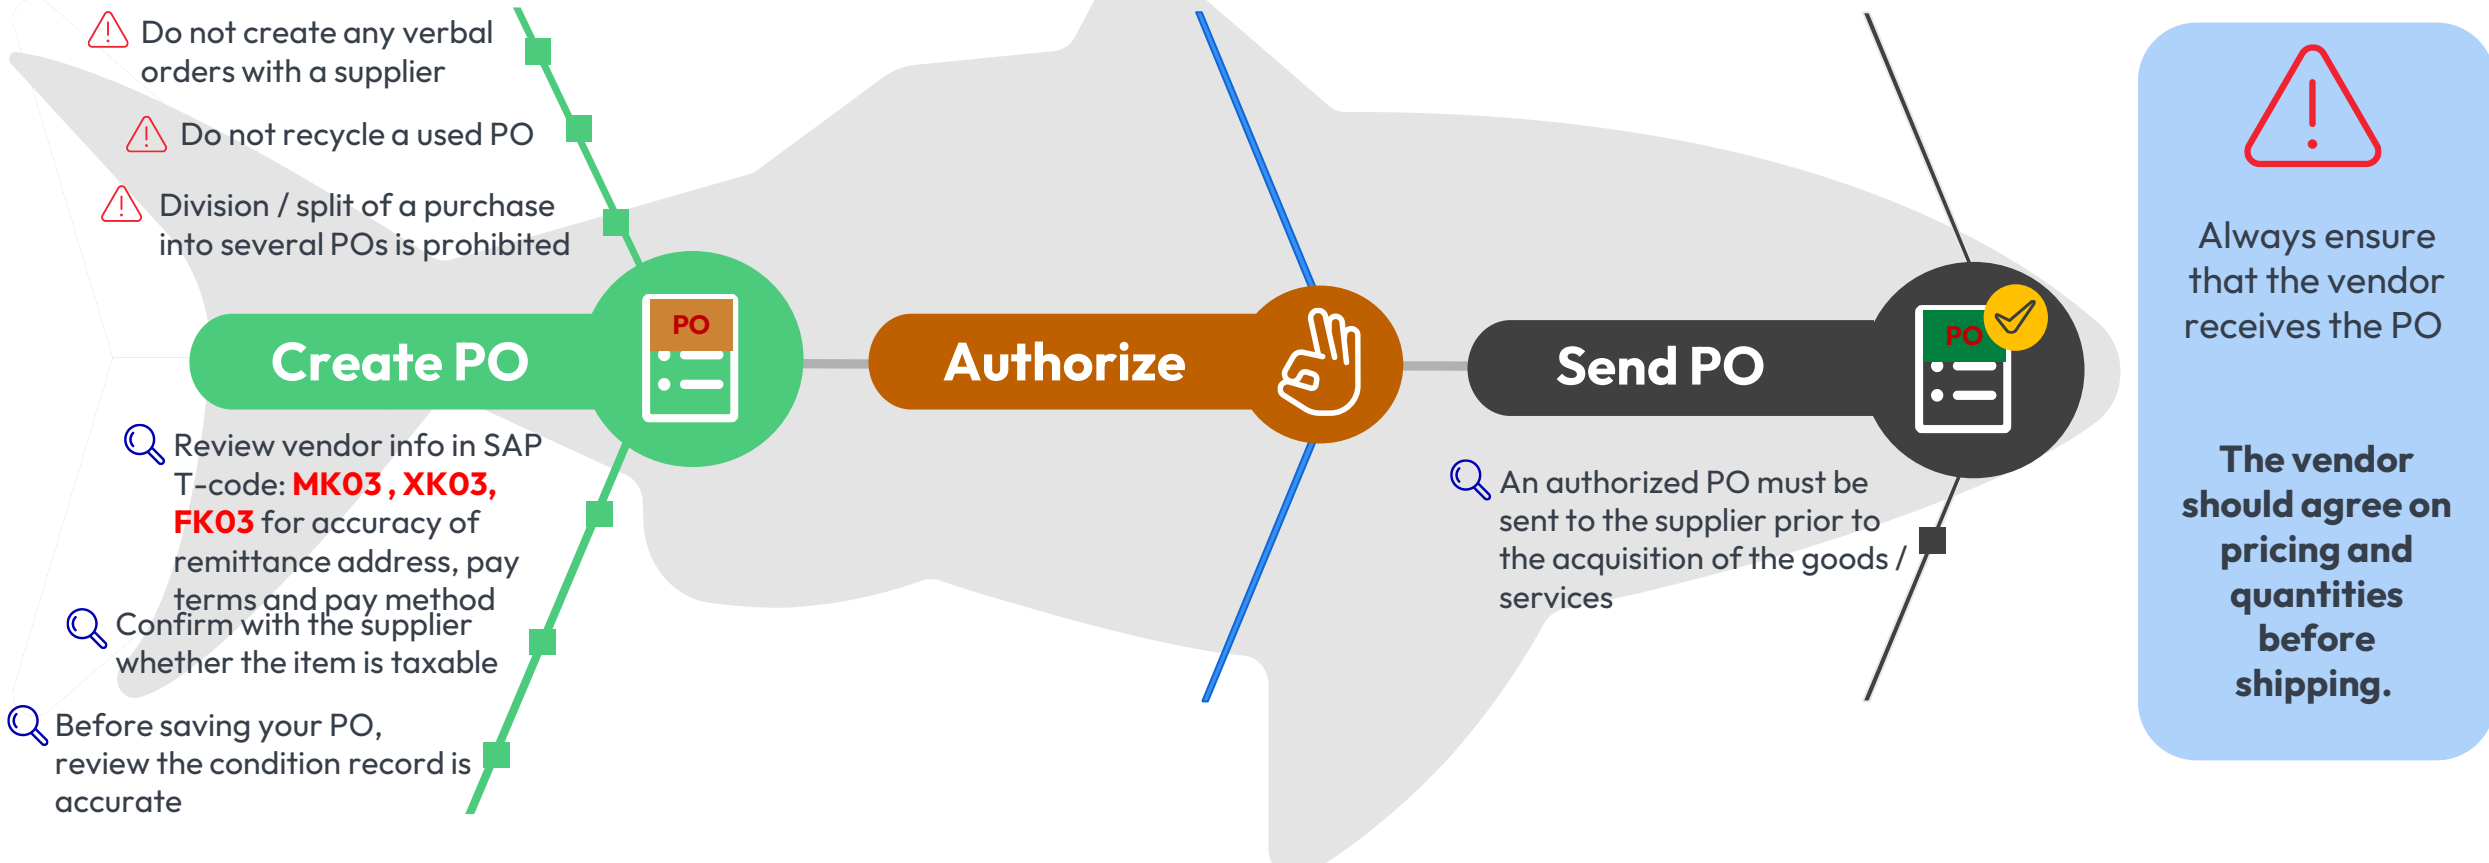 Do not create any verbal
orders with a supplier
Do not recycle a used PO
Division / split of a purchase
into several POs is prohibited
Create PO
PO
Review vendor info in SAP
T-code: MK03 , XK03,
FK03 for accuracy of
remittance address, pay
terms and pay method
Confirm with the supplier
whether the item is taxable
Before saving your PO,
review the condition record is
accurate
Authorize
Send PO
PO
An authorized PO must be
sent to the supplier prior to
the acquisition of the goods /
services
Always ensure
that the vendor
receives the PO
The vendor
should agree on
pricing and
quantities
before
shipping.